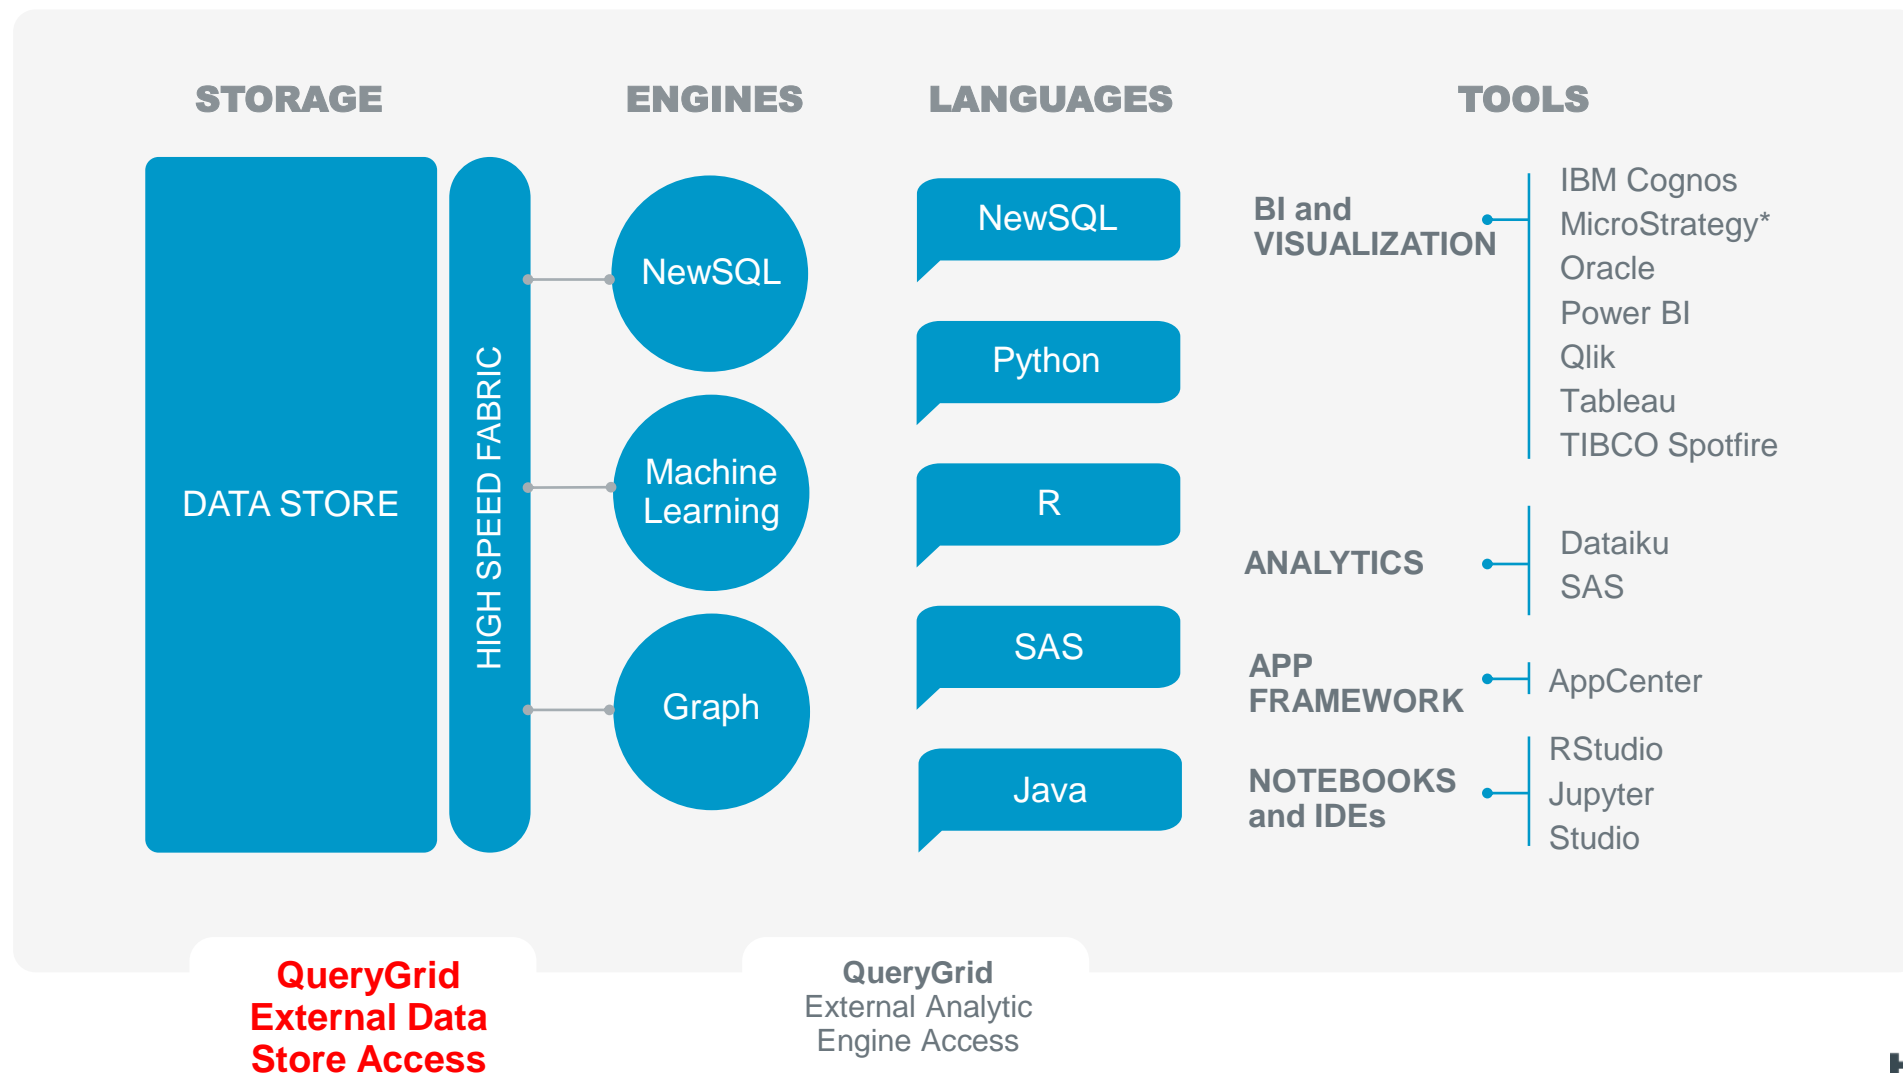 STORAGE
ENGINES
LANGUAGES
TOOLS
DATA STORE
HIGH SPEED FABRIC
NewSQL
Machine
Learning
Graph
NewSQL
Python
R
SAS
Java
BI and
VISUALIZATION
IBM Cognos
MicroStrategy*
Oracle
Power BI
Qlik
Tableau
TIBCO Spotfire
ANALYTICS
Dataiku
SAS
APP
FRAMEWORK
AppCenter
NOTEBOOKS
and IDEs
RStudio
Jupyter
Studio
QueryGrid
External Data
Store Access
QueryGrid
External Analytic
Engine Access